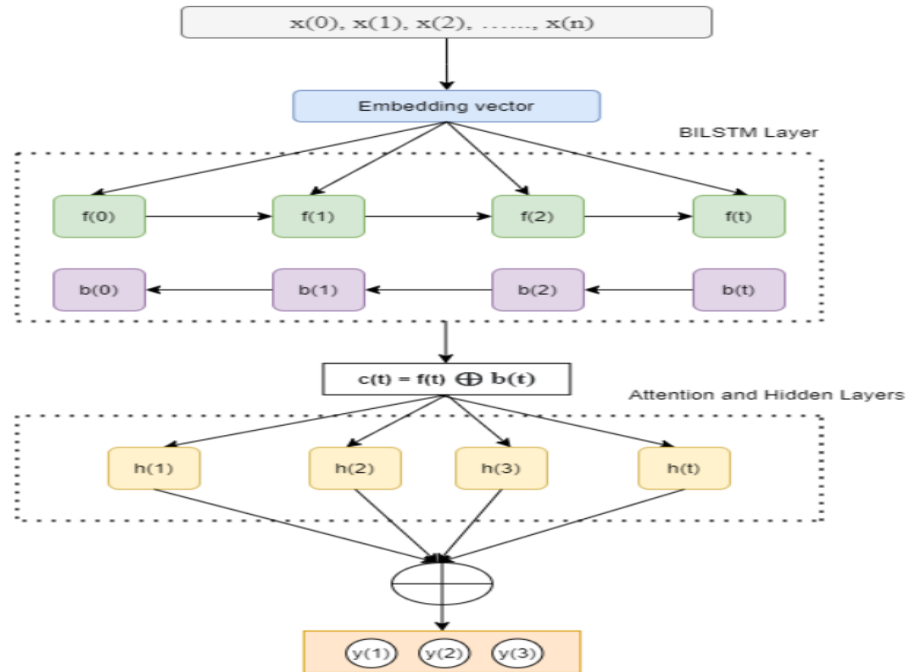 x(0), x(1), x(2), ......, x(n)
Embedding vector
BILSTM Layer
f(0) f(1) f(2) f(t)
b(0) b(1) b(2) b(t)
c(t) = f(t) ⊕ b(t)
Attention and Hidden Layers
h(1) h(2) h(3) h(t)
y(1) y(2) y(3)